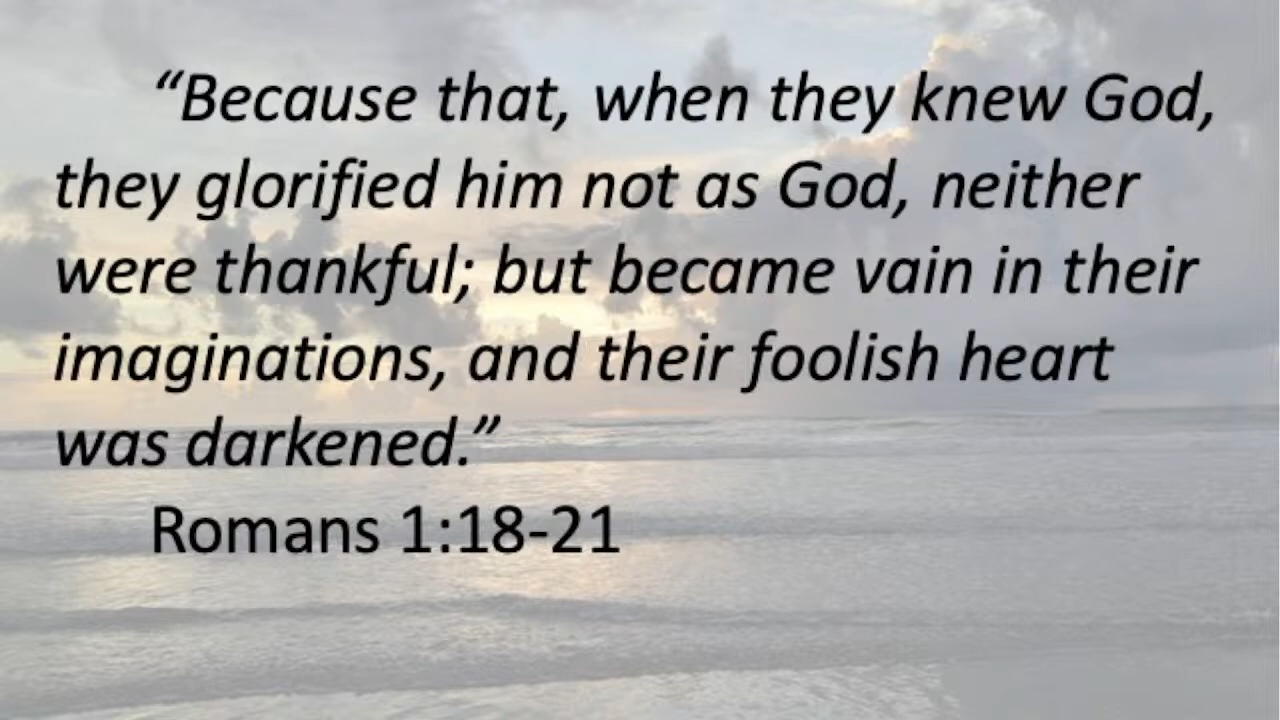 “Because that, when they knew God,
they glorified him not as God, neither
were thankful; but became vain in their
imaginations, and their foolish heart
was darkened.”
Romans 1:18-21